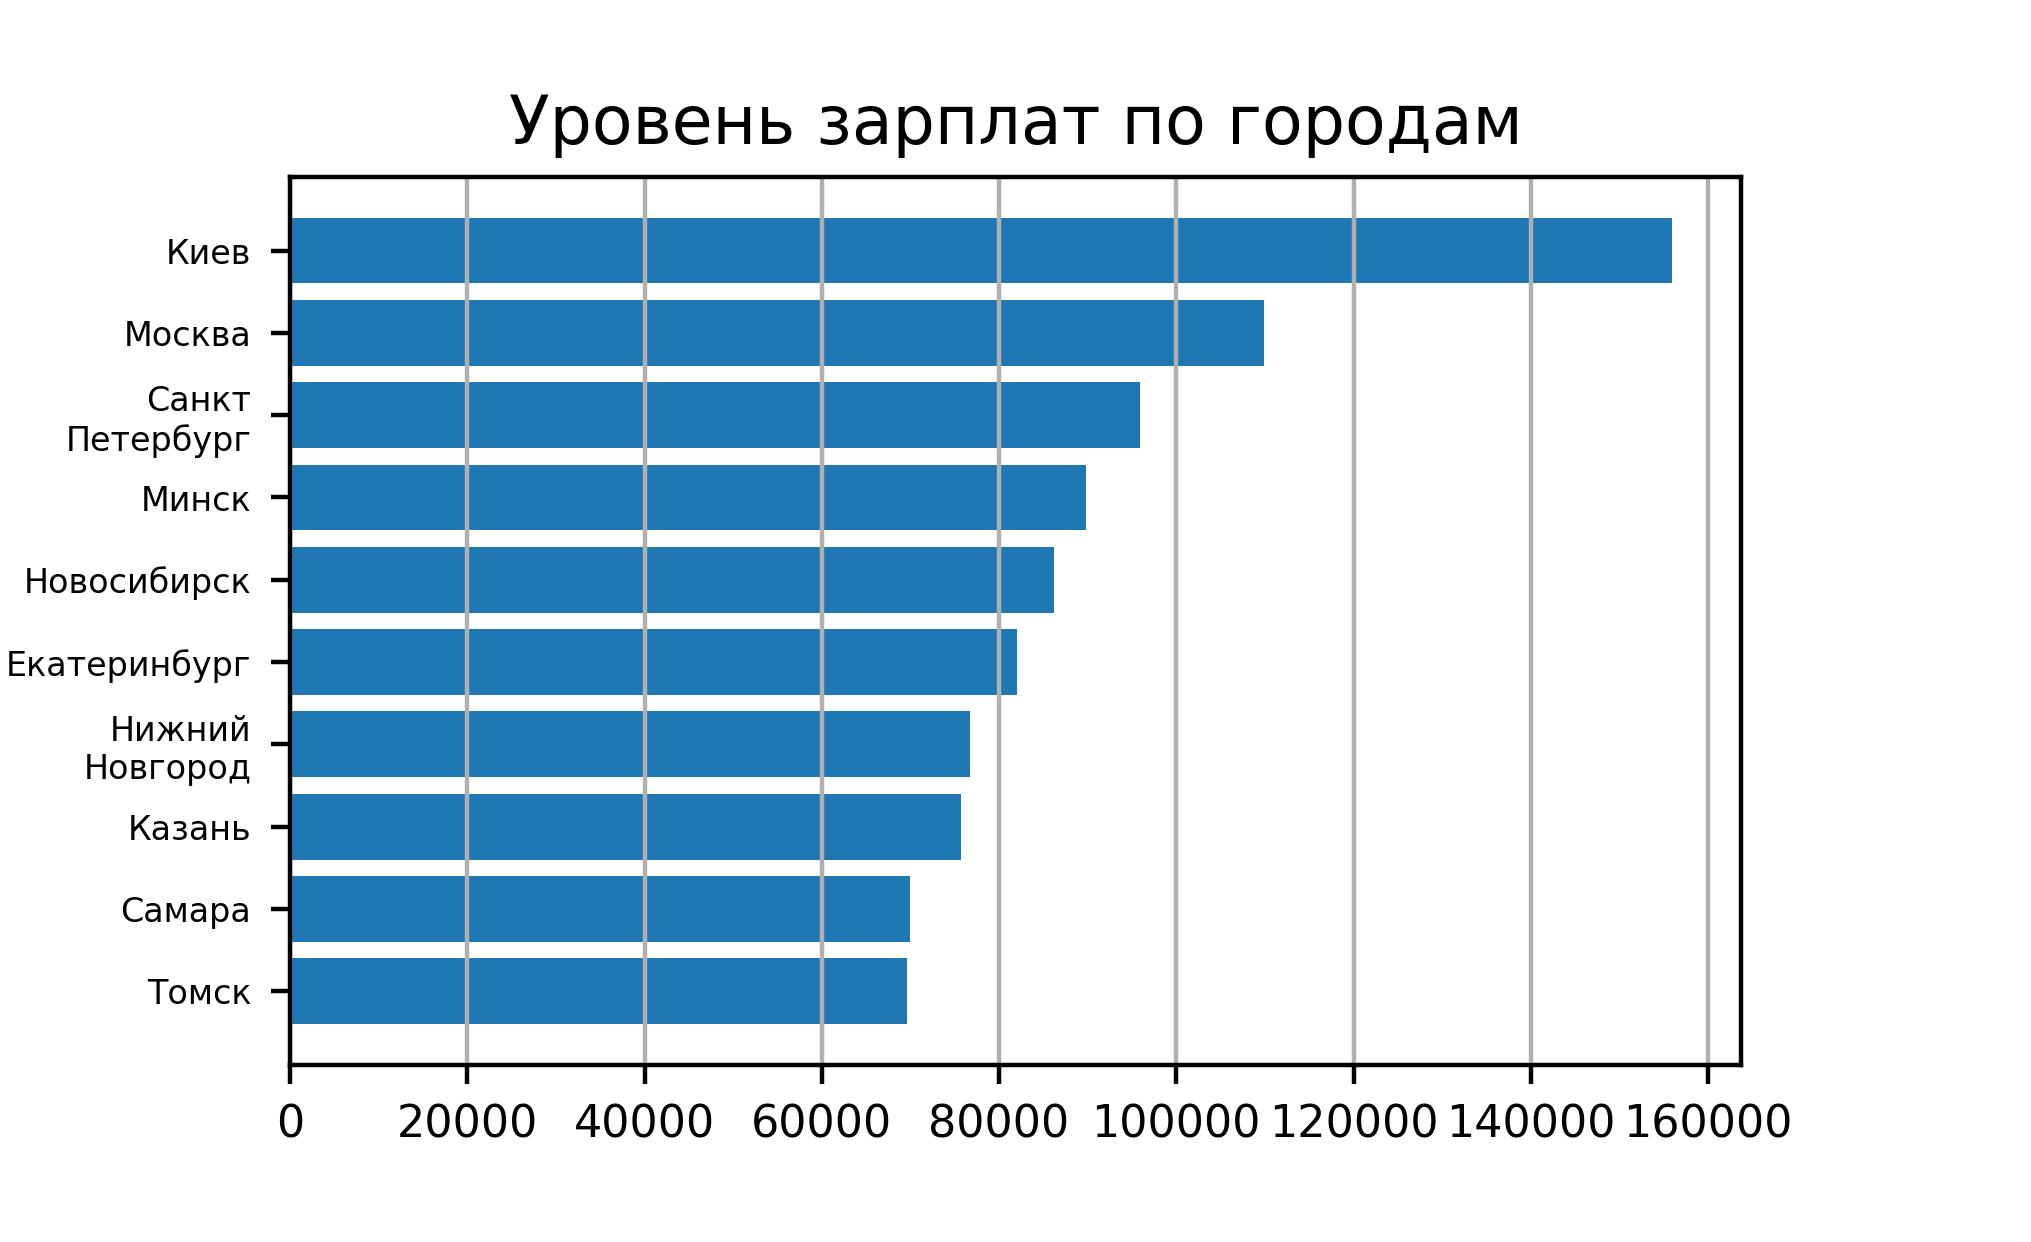 Уровень зарплат по городам
Киев
Москва
Санкт
Петербург
Минск
Новосибирск
Екатеринбург
Нижний
Новгород
Казань
Самара
Томск
0 20000 40000 60000 80000 100000 120000 140000 160000